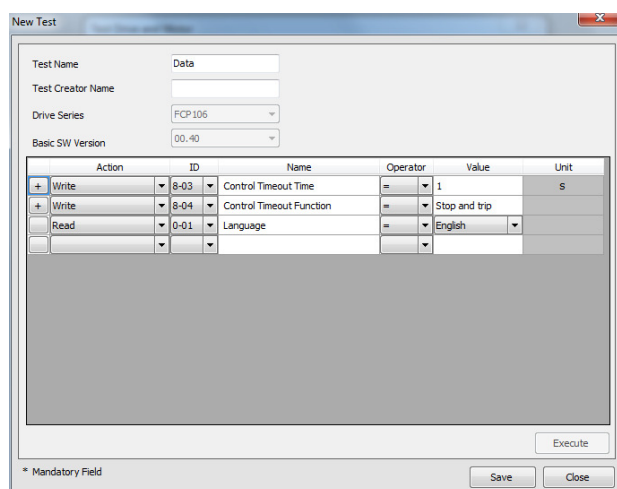 New Test
Test Name Data
Test Creator Name
Drive Series FCP106
Basic SW Version 00.40
Action ID Name Operator Value Unit
+ Write 8-03 Control Timeout Time = 1 s
+ Write 8-04 Control Timeout Function = Stop and trip
Read 0-01 Language = English
Execute
* Mandatory Field
Save Close